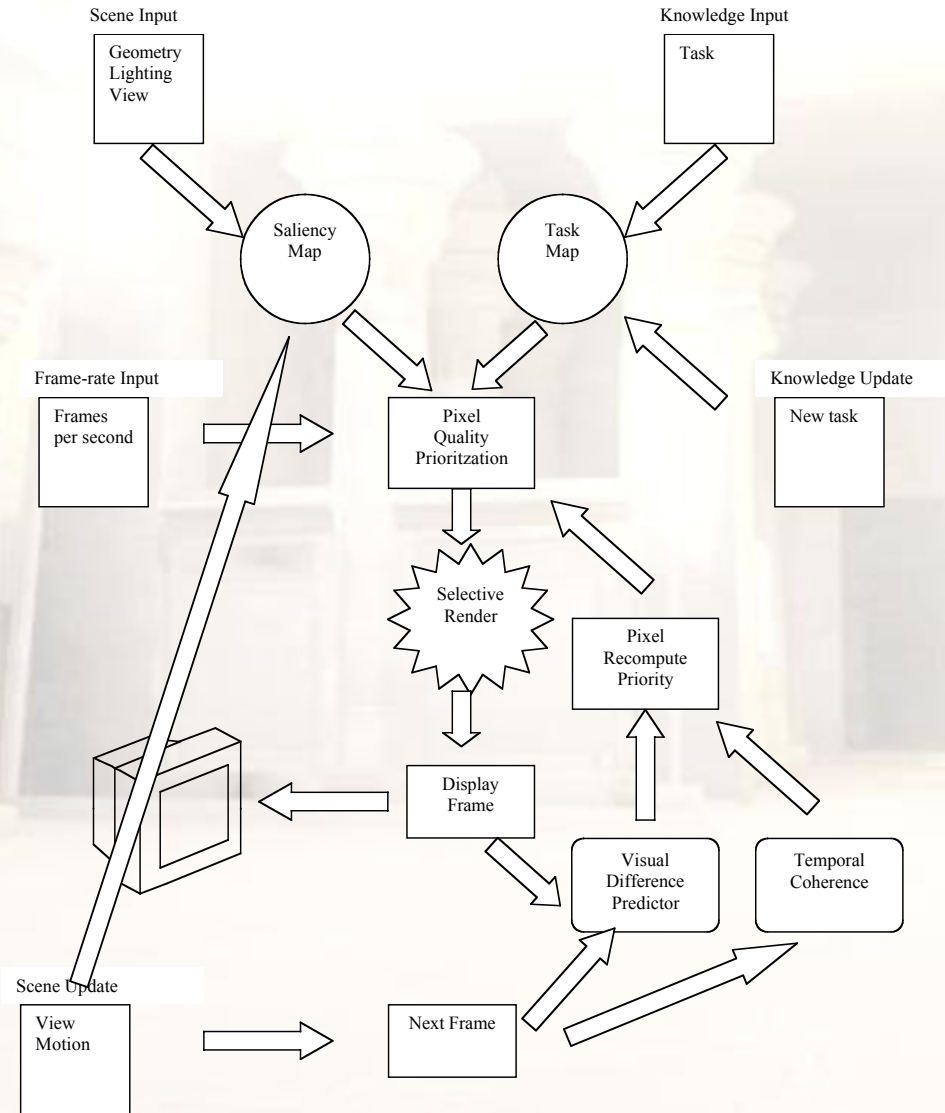 Scene Input
Knowledge Input
Geometry
Lighting
View
Task
Saliency
Map
Task
Map
Frame-rate Input
Knowledge Update
Frames
per second
Pixel
Quality
Prioritzation
New task
Selective
Render
Pixel
Recompute
Priority
Display
Frame
Visual
Difference
Predictor
Temporal
Coherence
Scene Update
View
Motion
Next Frame